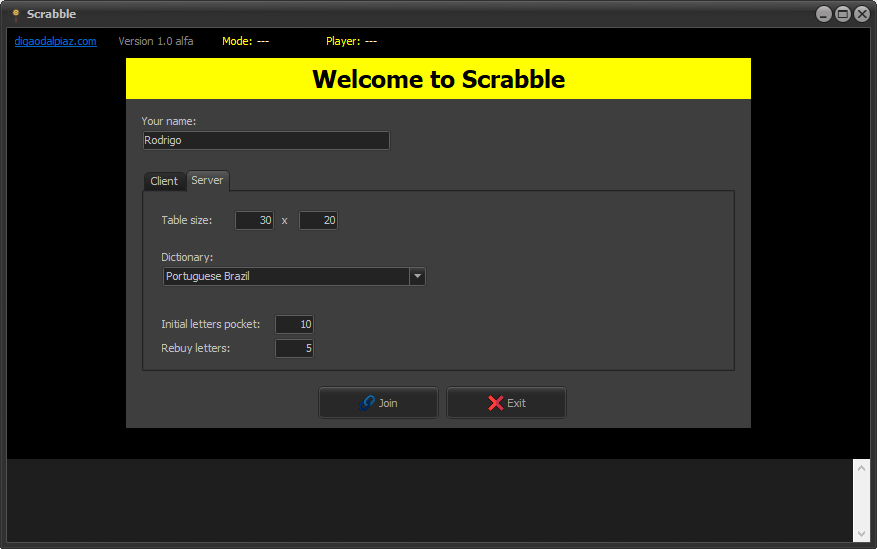 Scrabble
digaodalpiaz.com Version 1.0 alfa Mode: --- Player: ---
Welcome to Scrabble
Your name:
Rodrigo
Client Server
Table size: 30 x 20
Dictionary:
Portuguese Brazil
Initial letters pocket: 10
Rebuy letters: 5
Join Exit